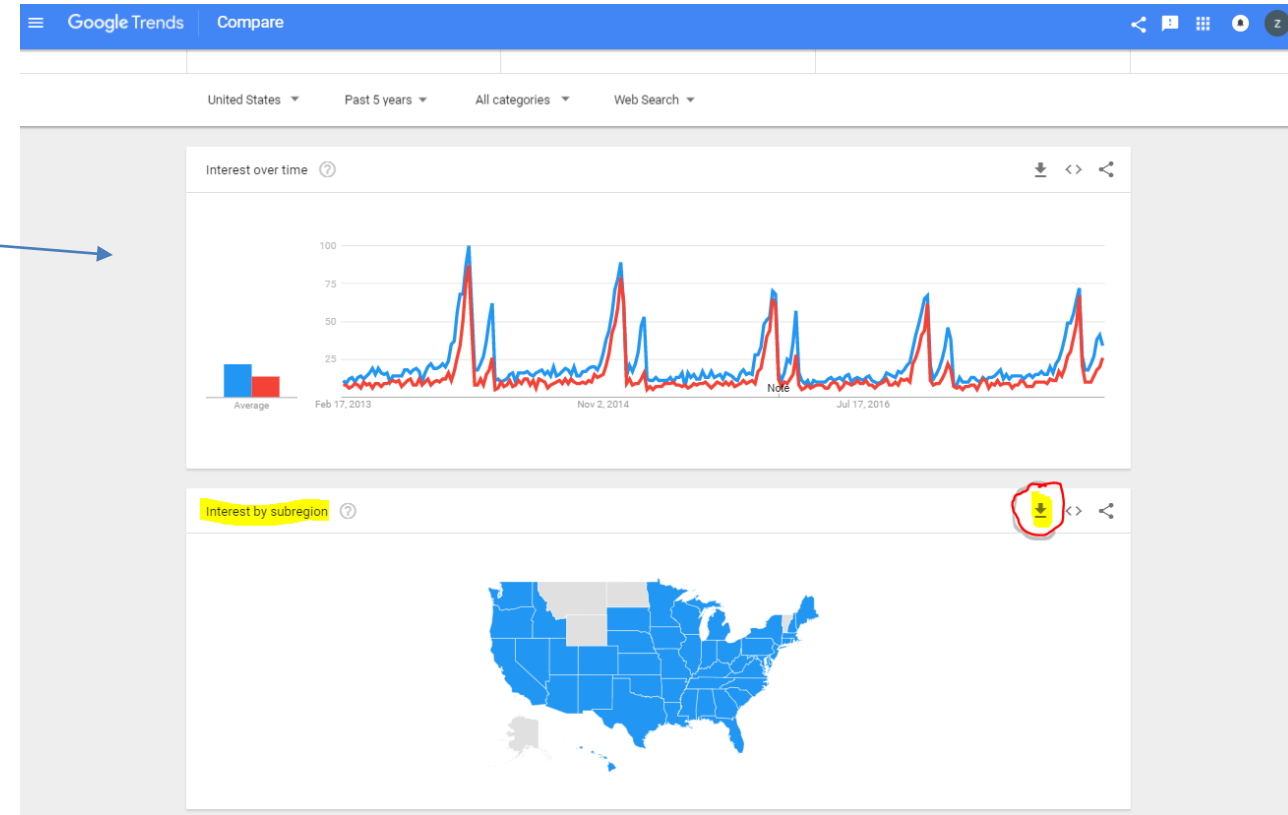 Google Trends Compare
Z
United States Past 5 years All categories Web Search
Interest over time ?
100
75
50
25
Note
Average
Feb 17, 2013 Nov 2, 2014 Jul 17, 2016
Interest by subregion ?